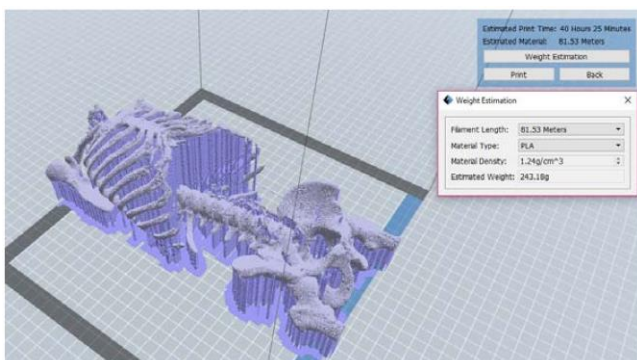 Estimated Print Time: 40 Hours 25 Minutes
Estimated Material: 81.53 Meters
Weight Estimation
Print Back
Weight Estimation
Filament Length: 81.53 Meters
Material Type: PLA
Material Density: 1.24g/cm^3
Estimated Weight: 243.18g